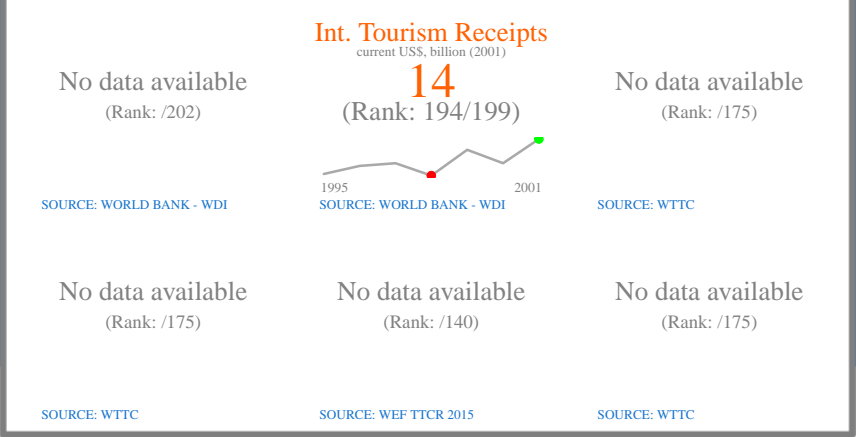 Int. Tourism Receipts
current US$, billion (2001)
No data available
(Rank: /202)
14
(Rank: 194/199)
No data available
(Rank: /175)
1995
2001
SOURCE: WORLD BANK - WDI
SOURCE: WORLD BANK - WDI
SOURCE: WTTC
No data available
(Rank: /175)
No data available
(Rank: /140)
No data available
(Rank: /175)
SOURCE: WTTC
SOURCE: WEF TTCR 2015
SOURCE: WTTC